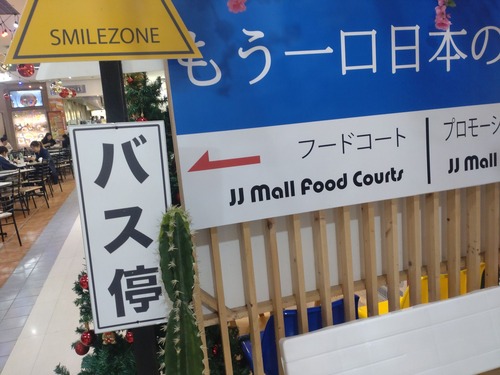 SMILEZONE
もう一口日本の
フードコート
JJ Mall Food Courts
プロモーシ
JJ Mall
バス停